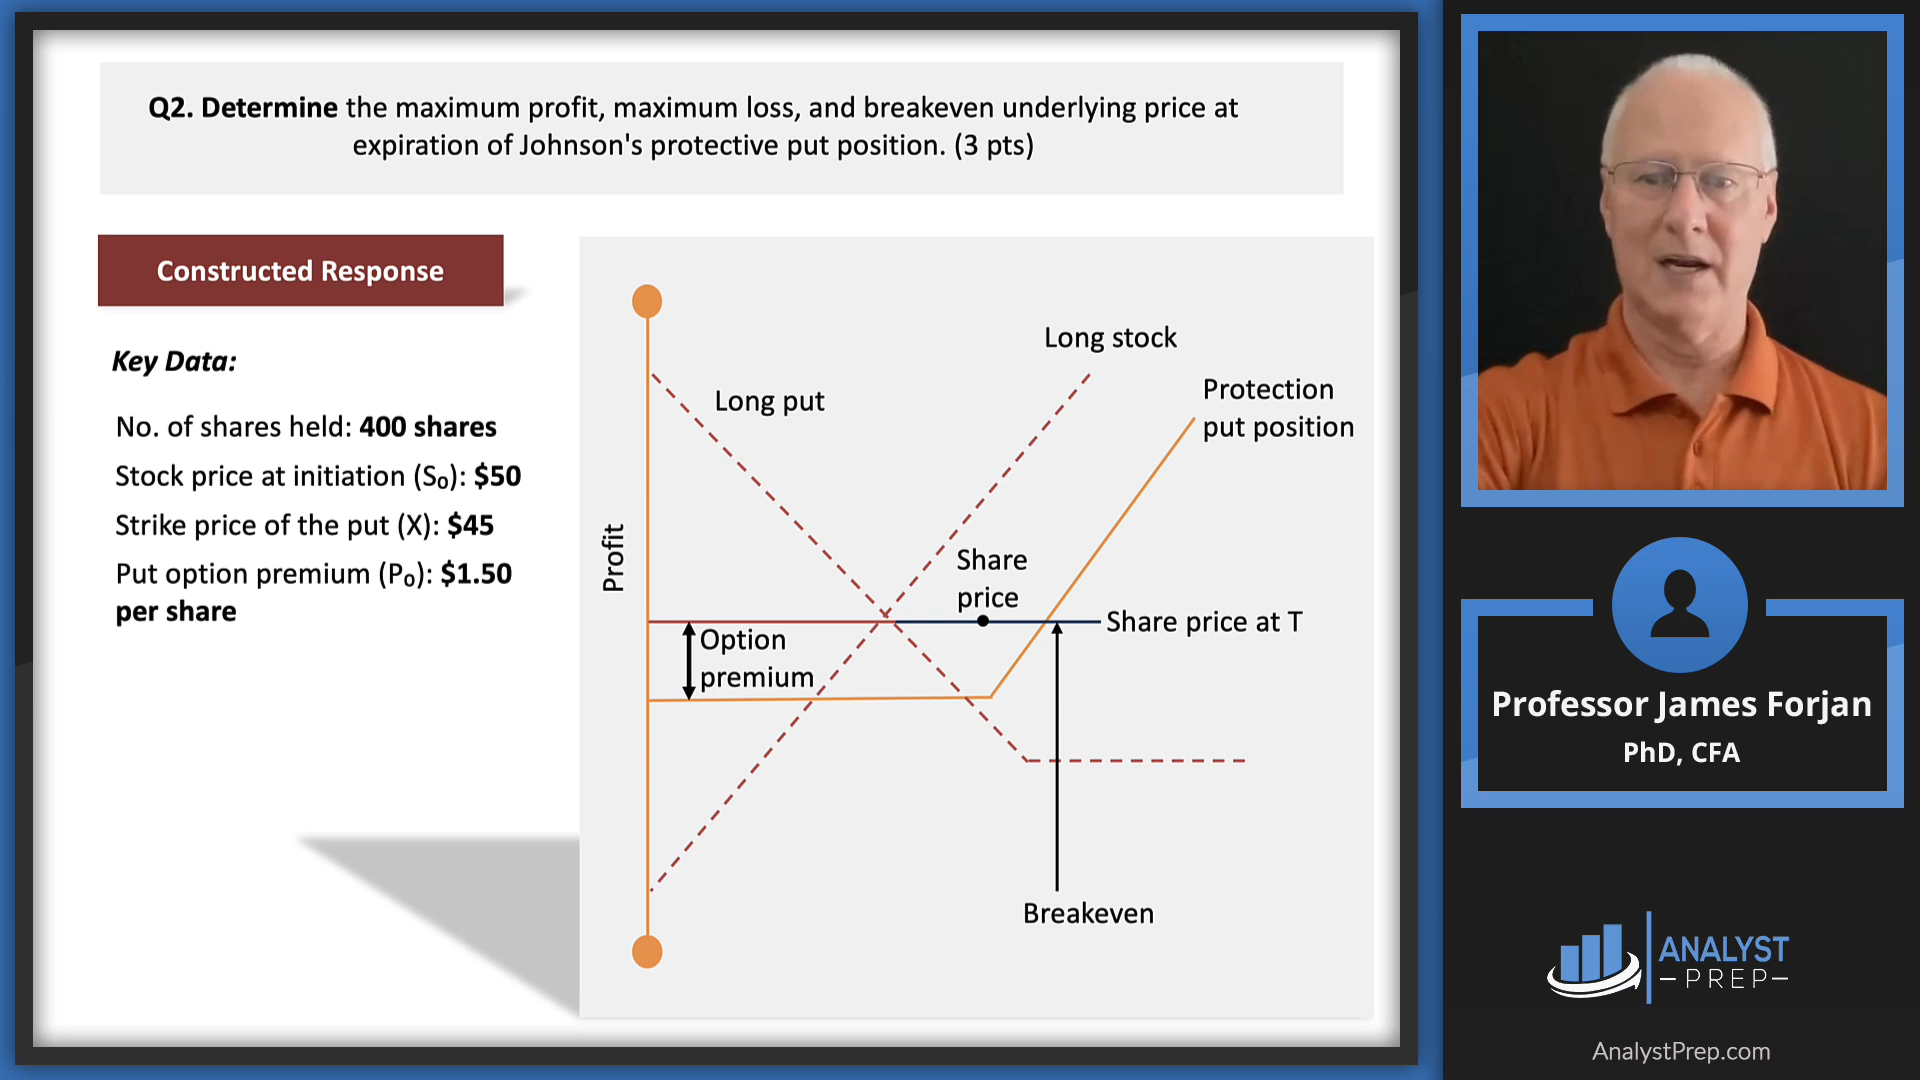 Q2. Determine the maximum profit, maximum loss, and breakeven underlying price at
expiration of Johnson's protective put position. (3 pts)
Constructed Response
Key Data:
No. of shares held: 400 shares
Stock price at initiation (S₀): $50
Strike price of the put (X): $45
Put option premium (P₀): $1.50
per share
Profit
Long put
Long stock
Protection
put position
Share
price
Share price at T
Option
premium
Breakeven
Professor James Forjan
PhD, CFA
ANALYST
PREP
AnalystPrep.com